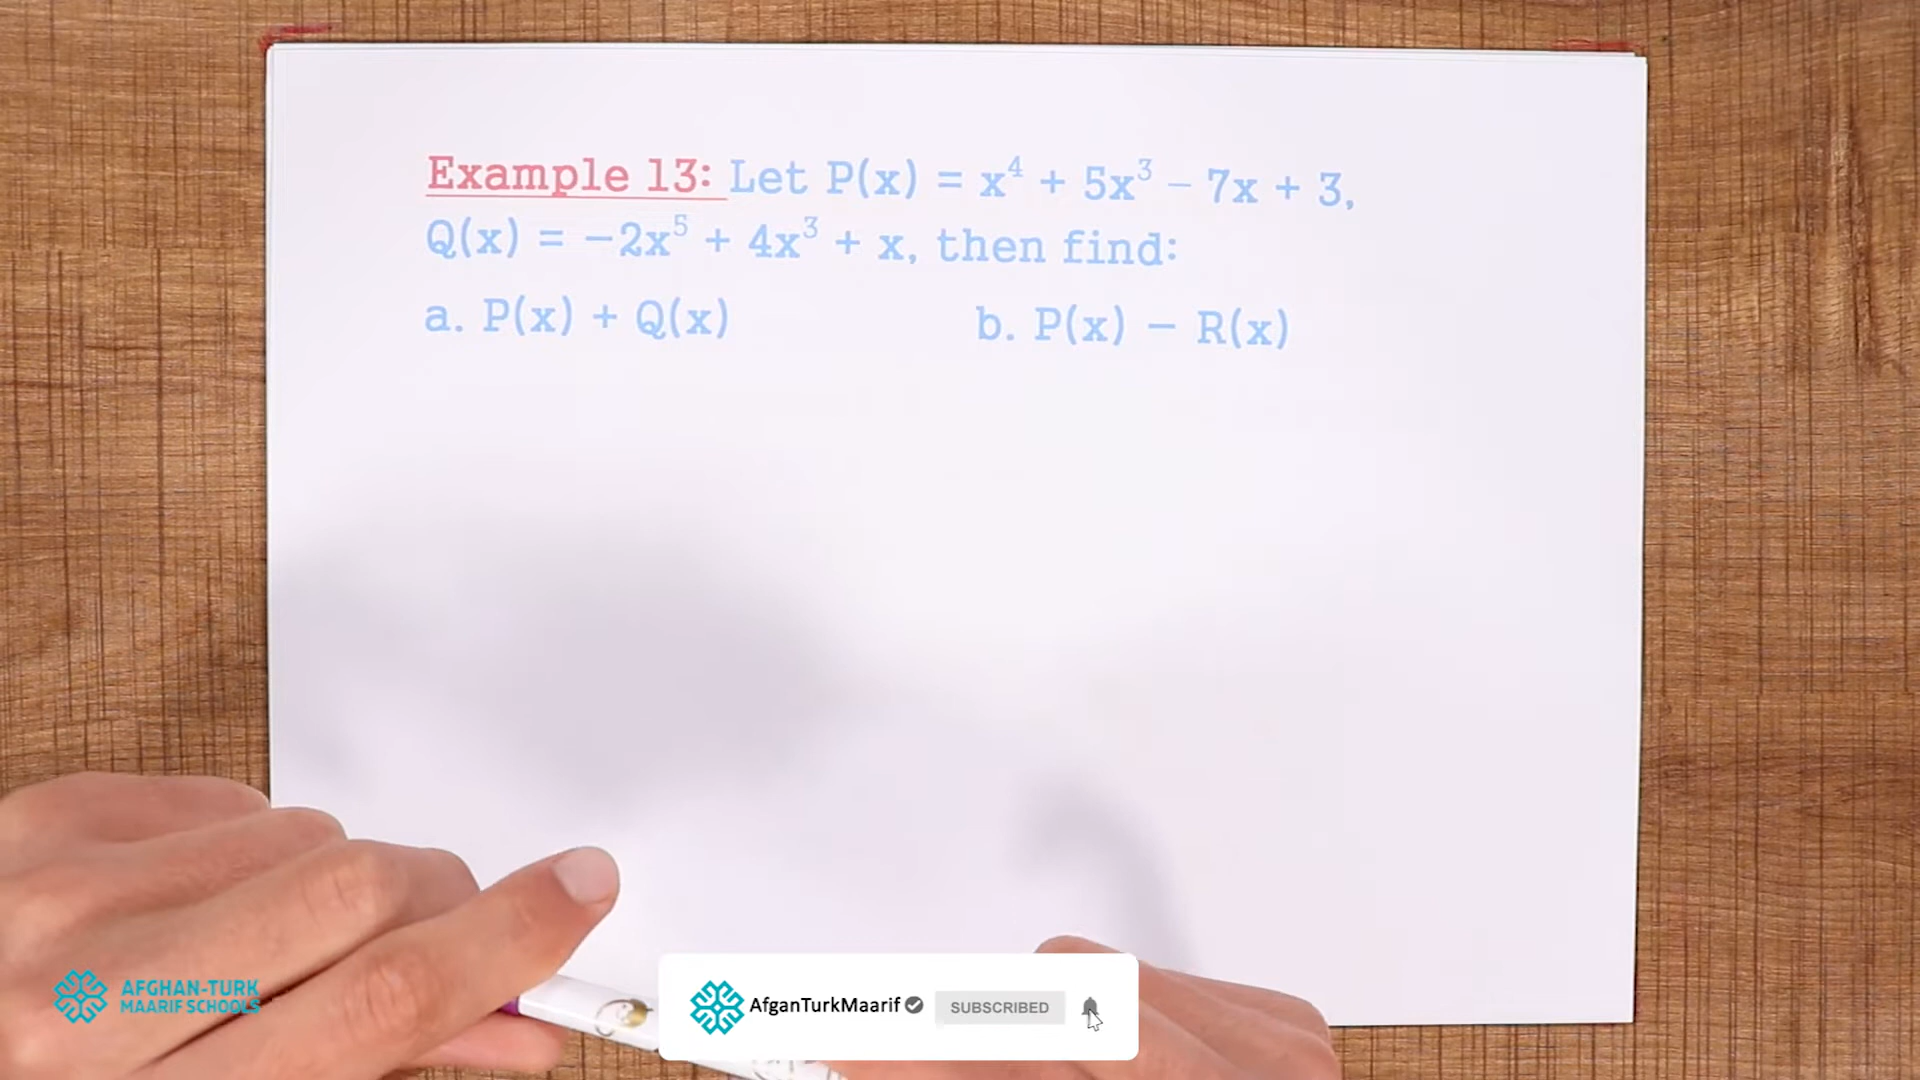 Example 13: Let P(x) = x⁴ + 5x³ − 7x + 3,
Q(x) = −2x⁵ + 4x³ + x, then find:
a. P(x) + Q(x) b. P(x) − R(x)
AFGHAN-TURK
MAARIF SCHOOLS
AfganTurkMaarif SUBSCRIBED